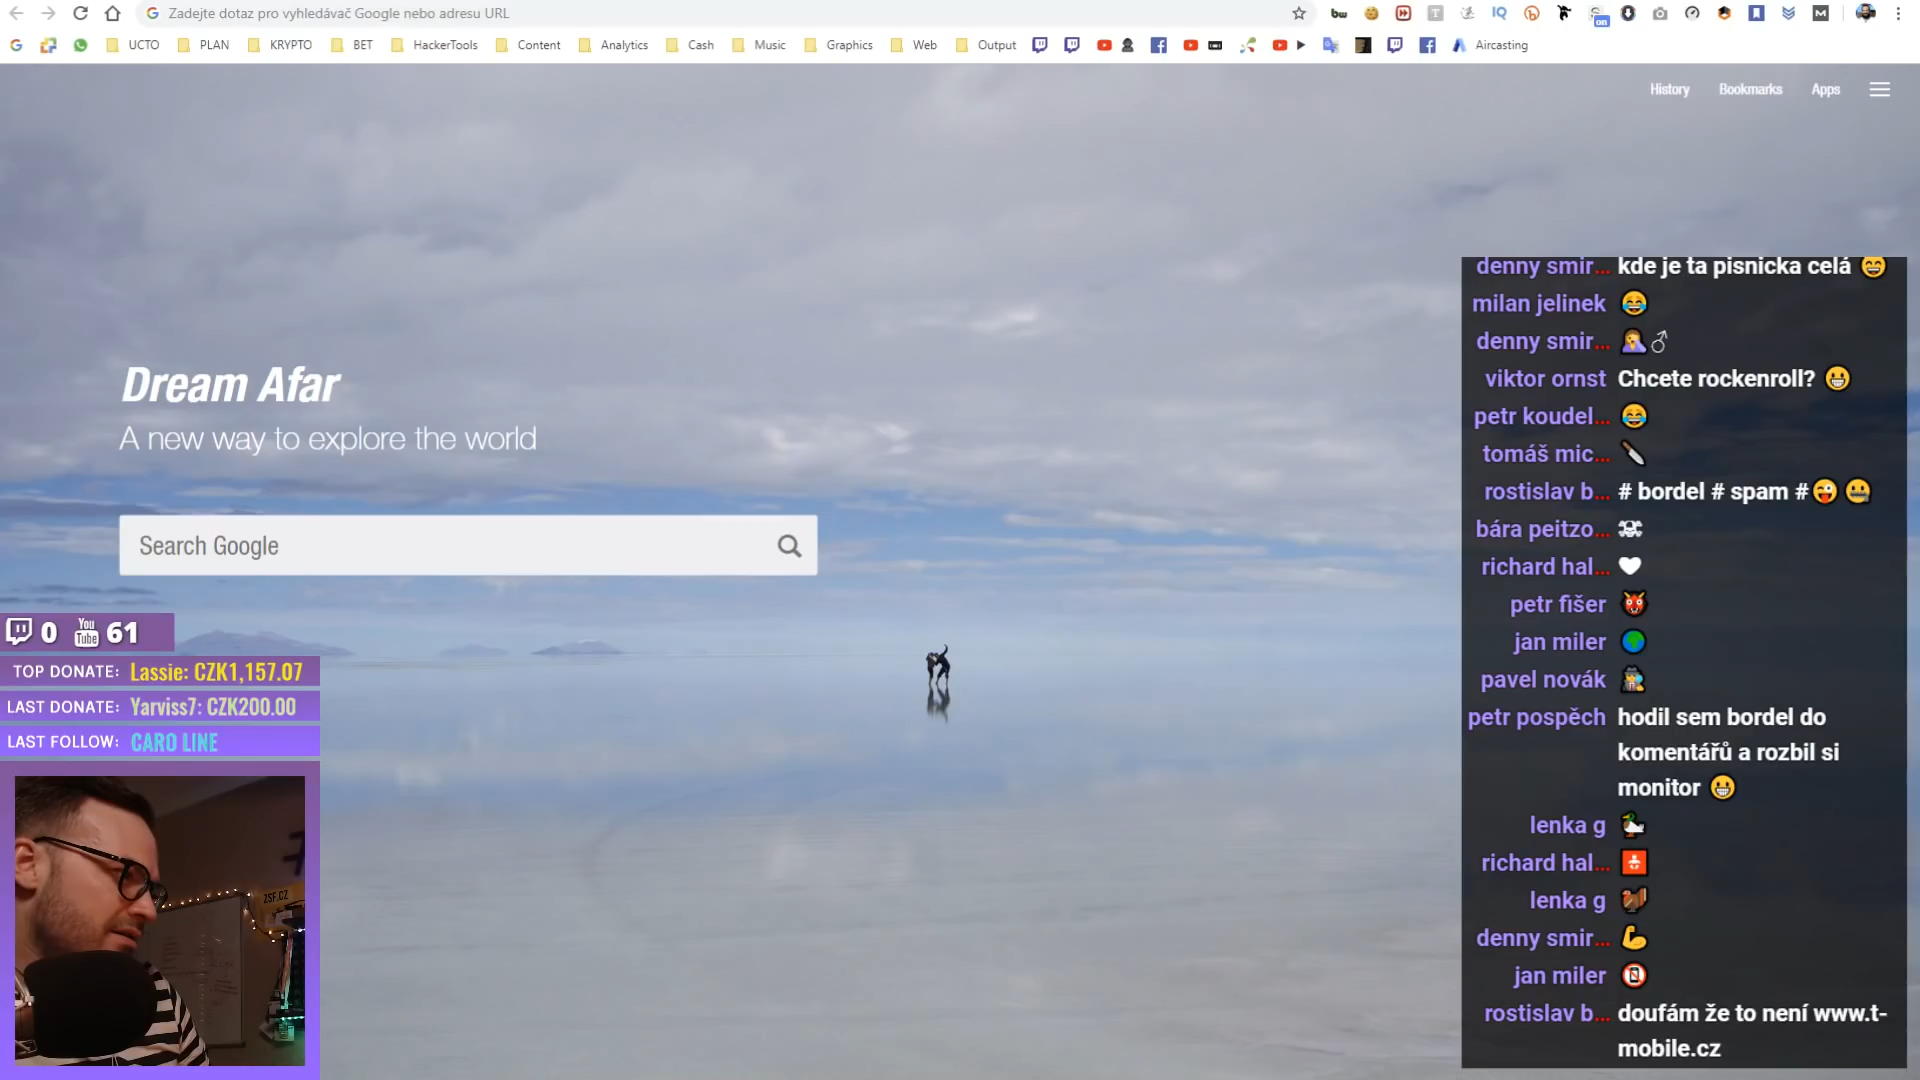 Zadejte dotaz pro vyhledávač Google nebo adresu URL
UCTO PLAN KRYPTO BET HackerTools Content Analytics Cash Music Graphics Web Output Aircasting
History Bookmarks Apps
Dream Afar
A new way to explore the world
Search Google
0 You Tube 61
TOP DONATE: Lassie: CZK1,157.07
LAST DONATE: Yarviss7: CZK200.00
LAST FOLLOW: CARO LINE
ZSF.CZ
denny smir... kde je ta pisnicka celá 😁
milan jelinek 😂
denny smir... 🤦♂
viktor ornst Chcete rockenroll? 😀
petr koudel... 😂
tomáš mic... 🔪
rostislav b... # bordel # spam #😜 🤐
bára peitzo... ☠
richard hal... 🤍
petr fišer 👹
jan miler 🌍
pavel novák 🕵
petr pospěch hodil sem bordel do
komentářů a rozbil si
monitor 😀
lenka g 🦆
richard hal... 🚼
lenka g 🦃
denny smir... 💪
jan miler 📵
rostislav b... doufám že to není www.t-
mobile.cz